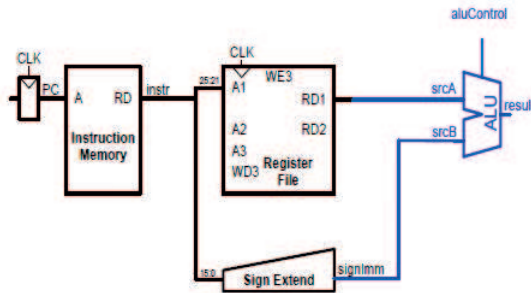 aluControl
CLK
CLK
PC
A
RD
instr
25:21
A1
WE3
RD1
srcA
ALU
resul
Instruction
Memory
A2
RD2
srcB
A3
WD3
Register
File
15:0
Sign Extend
signImm